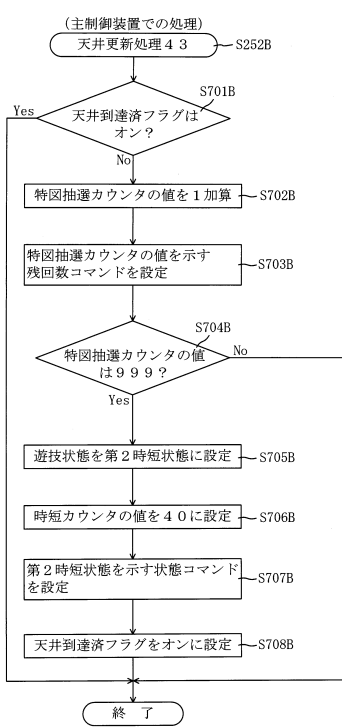 (主制御装置での処理)
天井更新処理43
S252B
S701B
天井到達済フラグは
オン?
Yes
No
特図抽選カウンタの値を1加算
S702B
特図抽選カウンタの値を示す
残回数コマンドを設定
S703B
S704B
特図抽選カウンタの値
は999?
No
Yes
遊技状態を第2時短状態に設定
S705B
時短カウンタの値を40に設定
S706B
第2時短状態を示す状態コマンド
を設定
S707B
天井到達済フラグをオンに設定
S708B
終 了